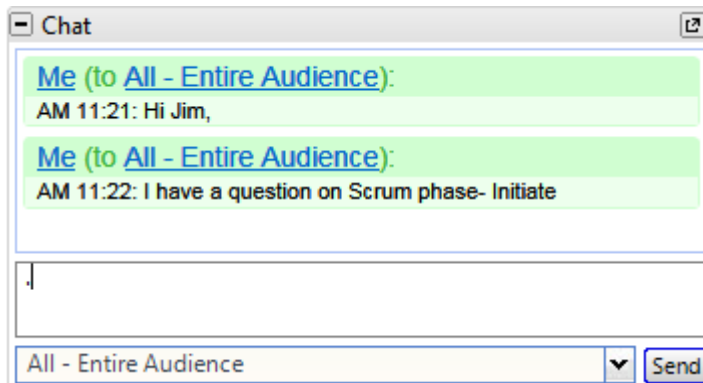 Chat
Me (to All - Entire Audience):
AM 11:21: Hi Jim,
Me (to All - Entire Audience):
AM 11:22: I have a question on Scrum phase- Initiate
.
All - Entire Audience
Send